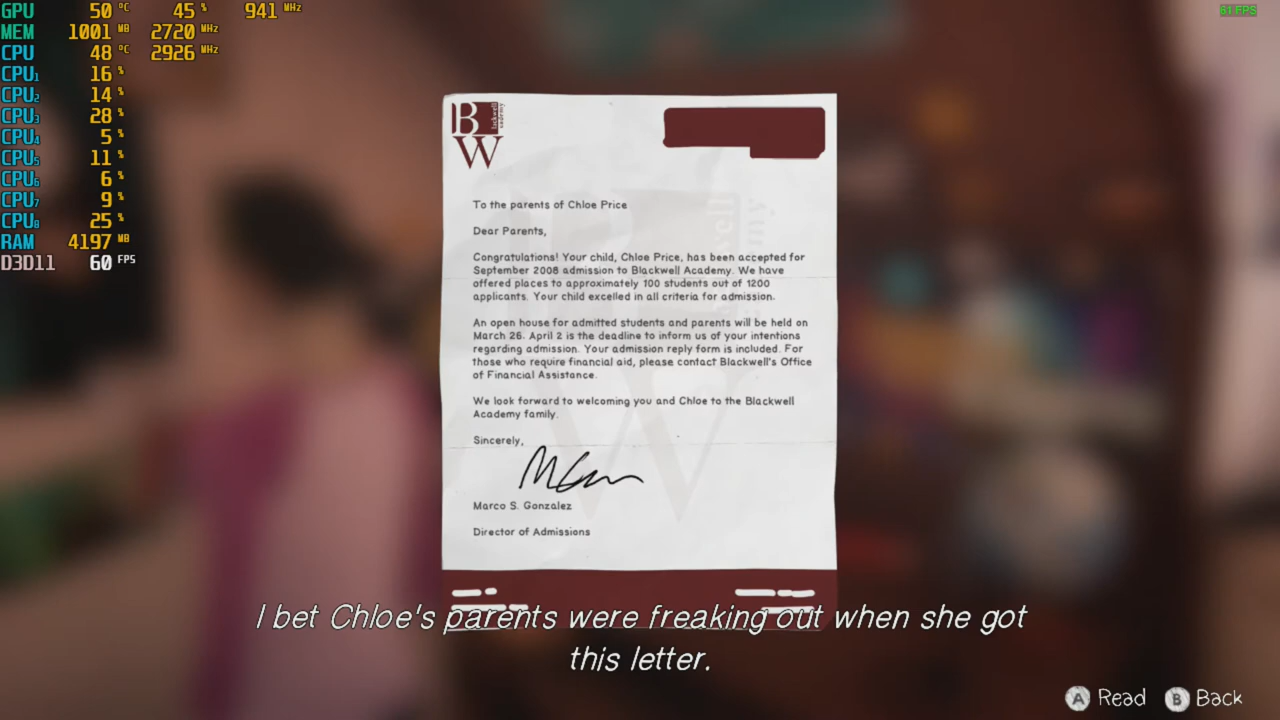 GPU 50 °C 45 % 941 MHz
MEM 1001 MB 2720 MHz
CPU 48 °C 2926 MHz
CPU1 16 %
CPU2 14 %
CPU3 28 %
CPU4 5 %
CPU5 11 %
CPU6 6 %
CPU7 9 %
CPU8 25 %
RAM 4197 MB
D3D11 60 FPS
61 FPS
B lackwell academy
W
To the parents of Chloe Price
Dear Parents,
Congratulations! Your child, Chloe Price, has been accepted for
September 2008 admission to Blackwell Academy. We have
offered places to approximately 100 students out of 1200
applicants. Your child excelled in all criteria for admission.
An open house for admitted students and parents will be held on
March 26. April 2 is the deadline to inform us of your intentions
regarding admission. Your admission reply form is included. For
those who require financial aid, please contact Blackwell's Office
of Financial Assistance.
We look forward to welcoming you and Chloe to the Blackwell
Academy family.
Sincerely,
Marco S. Gonzalez
Director of Admissions
I bet Chloe's parents were freaking out when she got
this letter.
A Read B Back